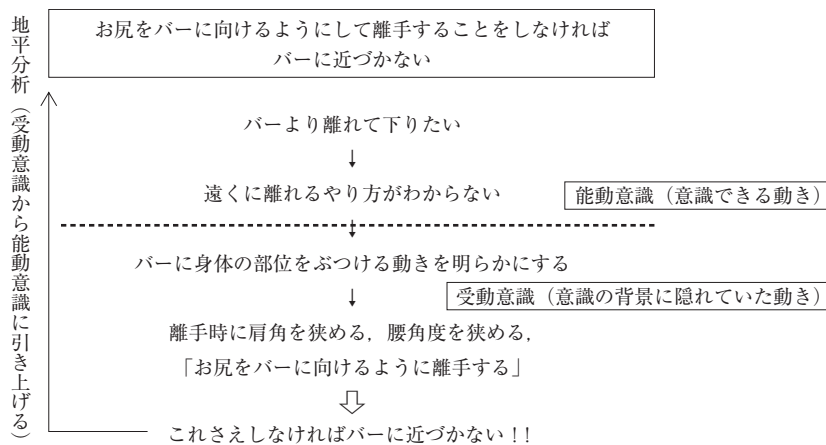 お尻をバーに向けるようにして離手することをしなければ
バーに近づかない
地平分析（受動意識から能動意識に引き上げる）
バーより離れて下りたい
↓
遠くに離れるやり方がわからない
能動意識（意識できる動き）
↓
バーに身体の部位をぶつける動きを明らかにする
↓
受動意識（意識の背景に隠れていた動き）
離手時に肩角を狭める，腰角度を狭める，
「お尻をバーに向けるように離手する」
⇩
これさえしなければバーに近づかない！！